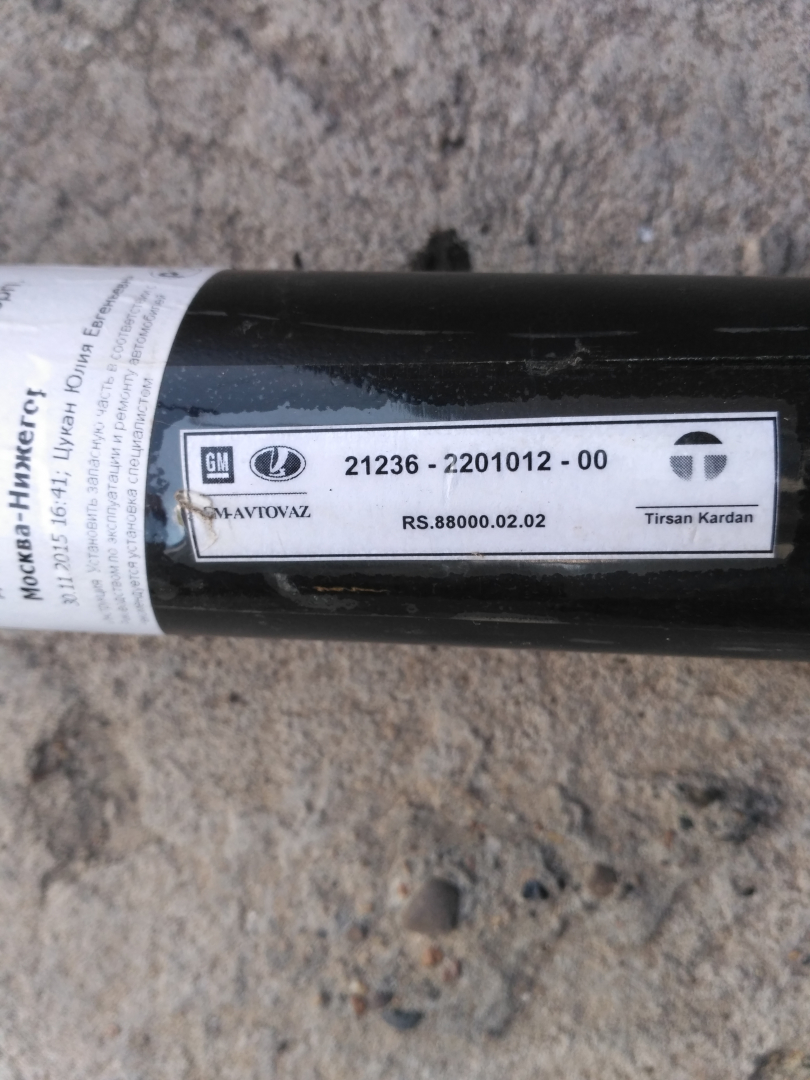 Москва-Нижегор
30.11.2015 16:41; Цукан Юлия Евгеньевна
Установить запасную часть в соответствии с
по эксплуатации и ремонту автомобиля
установка специалистом
GM
21236 - 2201012 - 00
GM-AVTOVAZ
RS.88000.02.02
Tirsan Kardan